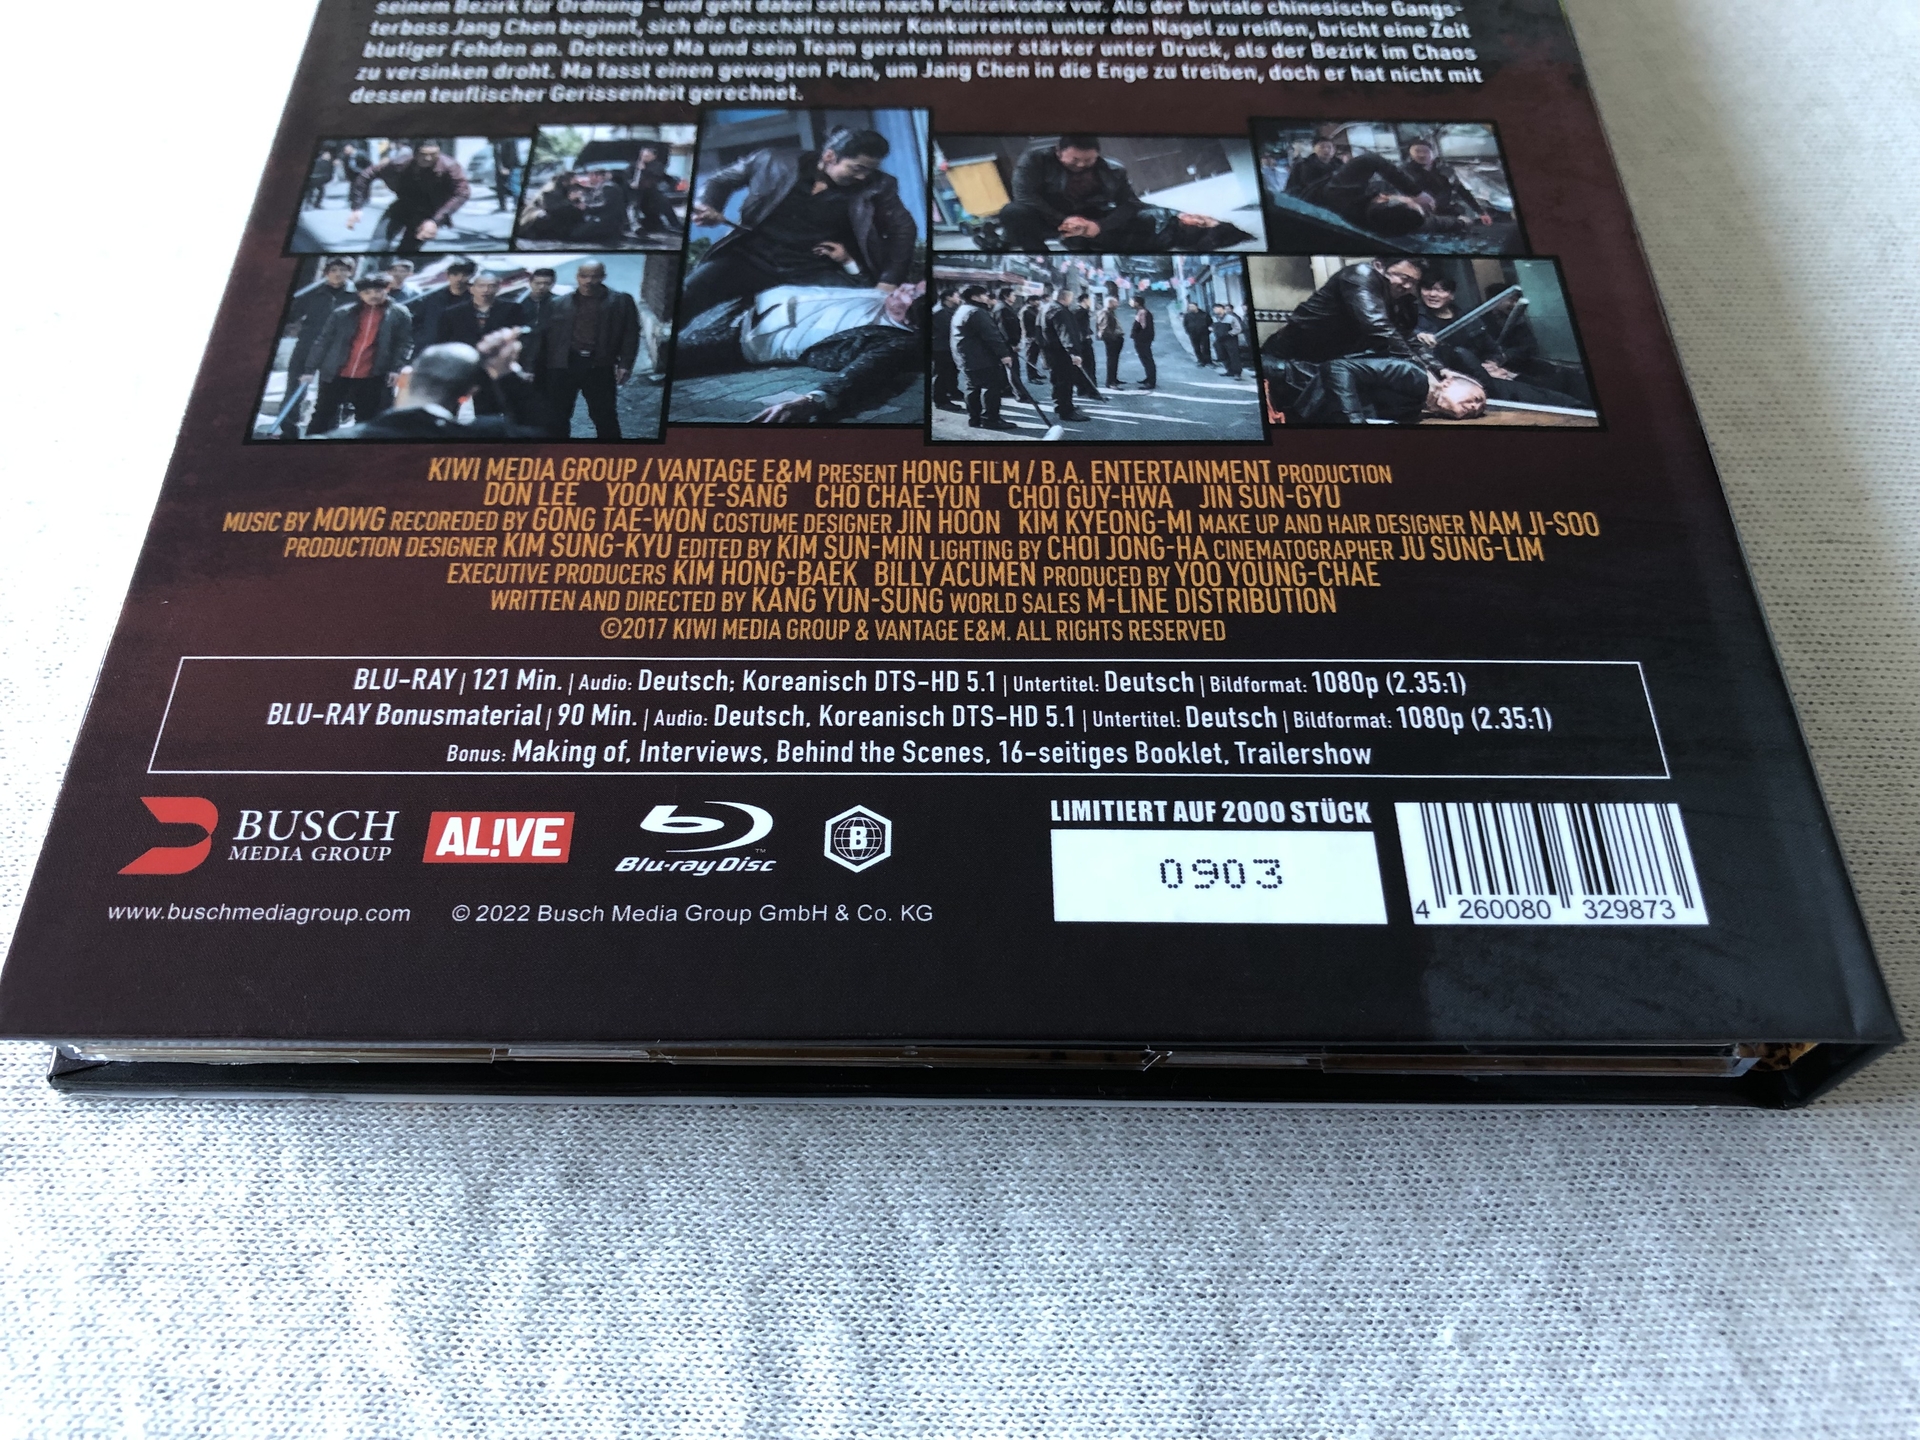 seinem Bezirk für Ordnung – und geht dabei selten nach Polizeikodex vor. Als der brutale chinesische Gangs-
terboss Jang Chen beginnt, sich die Geschäfte seiner Konkurrenten unter den Nagel zu reißen, bricht eine Zeit
blutiger Fehden an. Detective Ma und sein Team geraten immer stärker unter Druck, als der Bezirk im Chaos
zu versinken droht. Ma fasst einen gewagten Plan, um Jang Chen in die Enge zu treiben, doch er hat nicht mit
dessen teuflischer Gerissenheit gerechnet.
KIWI MEDIA GROUP / VANTAGE E&M PRESENT HONG FILM / B.A. ENTERTAINMENT PRODUCTION
DON LEE YOON KYE-SANG CHO CHAE-YUN CHOI GUY-HWA JIN SUN-GYU
MUSIC BY MOWG RECOREDED BY GONG TAE-WON COSTUME DESIGNER JIN HOON KIM KYEONG-MI MAKE UP AND HAIR DESIGNER NAM JI-SOO
PRODUCTION DESIGNER KIM SUNG-KYU EDITED BY KIM SUN-MIN LIGHTING BY CHOI JONG-HA CINEMATOGRAPHER JU SUNG-LIM
EXECUTIVE PRODUCERS KIM HONG-BAEK BILLY ACUMEN PRODUCED BY YOO YOUNG-CHAE
WRITTEN AND DIRECTED BY KANG YUN-SUNG WORLD SALES M-LINE DISTRIBUTION
©2017 KIWI MEDIA GROUP & VANTAGE E&M. ALL RIGHTS RESERVED
BLU-RAY | 121 Min. | Audio: Deutsch; Koreanisch DTS-HD 5.1 | Untertitel: Deutsch | Bildformat: 1080p (2.35:1)
BLU-RAY Bonusmaterial | 90 Min. | Audio: Deutsch, Koreanisch DTS-HD 5.1 | Untertitel: Deutsch | Bildformat: 1080p (2.35:1)
Bonus: Making of, Interviews, Behind the Scenes, 16-seitiges Booklet, Trailershow
BUSCH
MEDIA GROUP
AL!VE
Blu-ray Disc™
B
LIMITIERT AUF 2000 STÜCK
0903
4 260080 329873
www.buschmediagroup.com © 2022 Busch Media Group GmbH & Co. KG